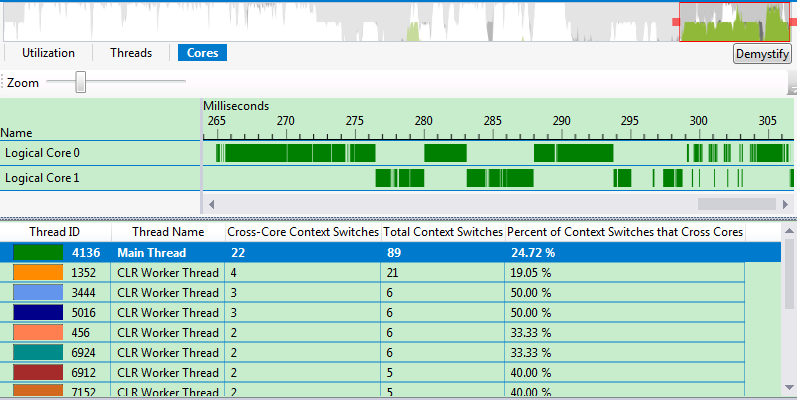 Utilization Threads Cores Demystify
Zoom
Milliseconds
Name 265 270 275 280 285 290 295 300 305
Logical Core 0
Logical Core 1
Thread ID Thread Name Cross-Core Context Switches Total Context Switches Percent of Context Switches that Cross Cores
4136 Main Thread 22 89 24.72 %
1352 CLR Worker Thread 4 21 19.05 %
3444 CLR Worker Thread 3 6 50.00 %
5016 CLR Worker Thread 3 6 50.00 %
456 CLR Worker Thread 2 6 33.33 %
6924 CLR Worker Thread 2 6 33.33 %
6912 CLR Worker Thread 2 5 40.00 %
7152 CLR Worker Thread 2 5 40.00 %